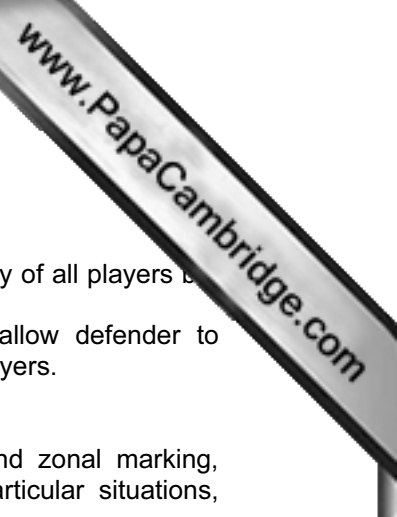 www.PapaCambridge.com
y of all players
allow defender to
yers.
nd zonal marking,
articular situations,